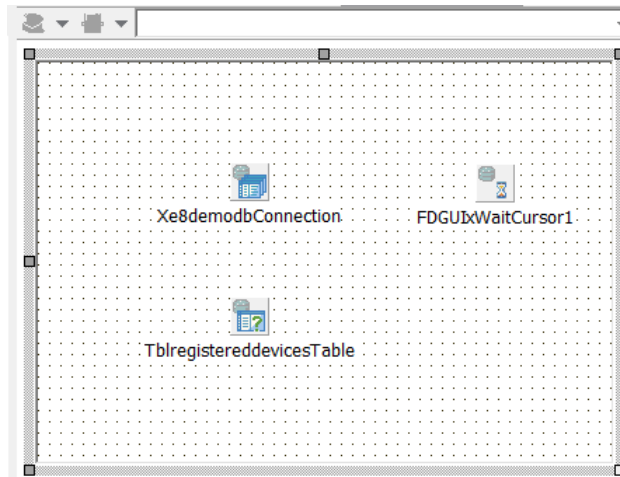 Xe8demodbConnection
FDGUIxWaitCursor1
TblregistereddevicesTable